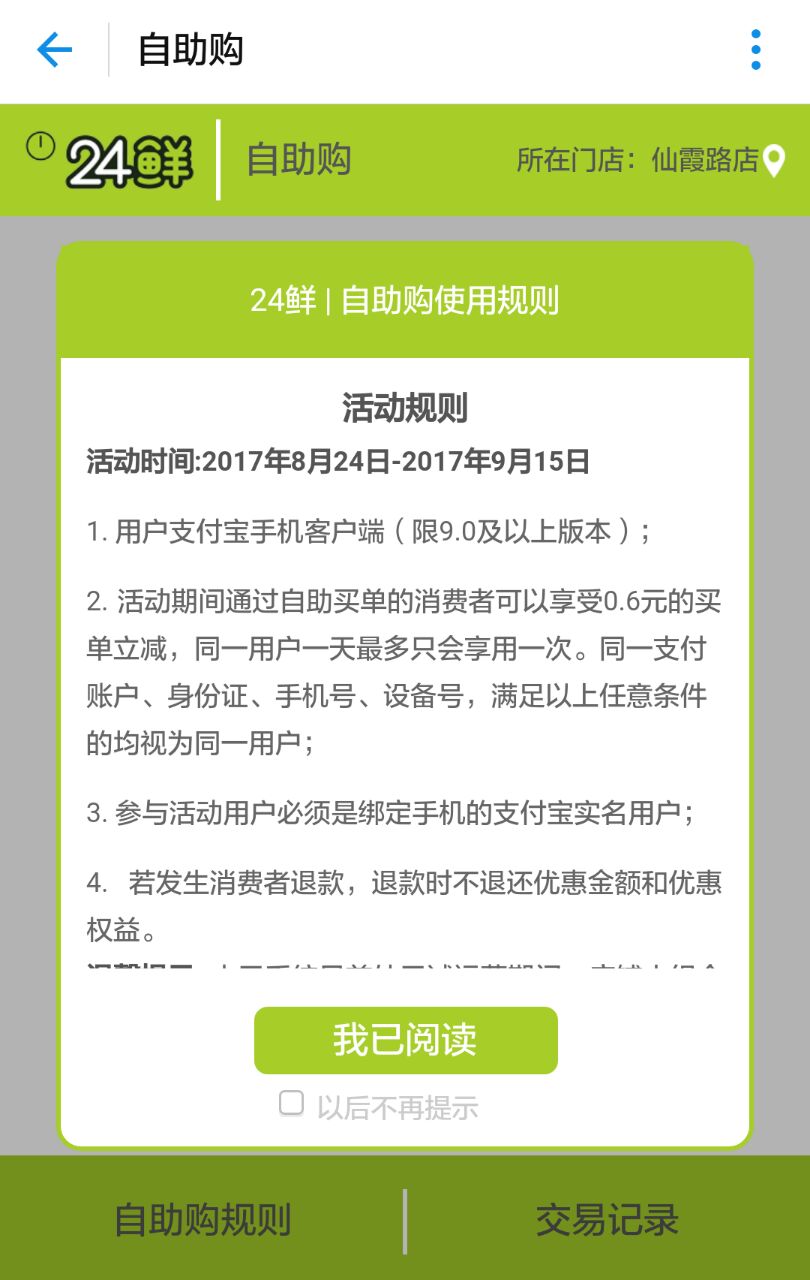 自助购
24鲜
自助购
所在门店：仙霞路店
24鲜 | 自助购使用规则
活动规则
活动时间:2017年8月24日-2017年9月15日
1. 用户支付宝手机客户端（限9.0及以上版本）；
2. 活动期间通过自助买单的消费者可以享受0.6元的买
单立减，同一用户一天最多只会享用一次。同一支付
账户、身份证、手机号、设备号，满足以上任意条件
的均视为同一用户；
3. 参与活动用户必须是绑定手机的支付宝实名用户；
4. 若发生消费者退款，退款时不退还优惠金额和优惠
权益。
我已阅读
以后不再提示
自助购规则
交易记录